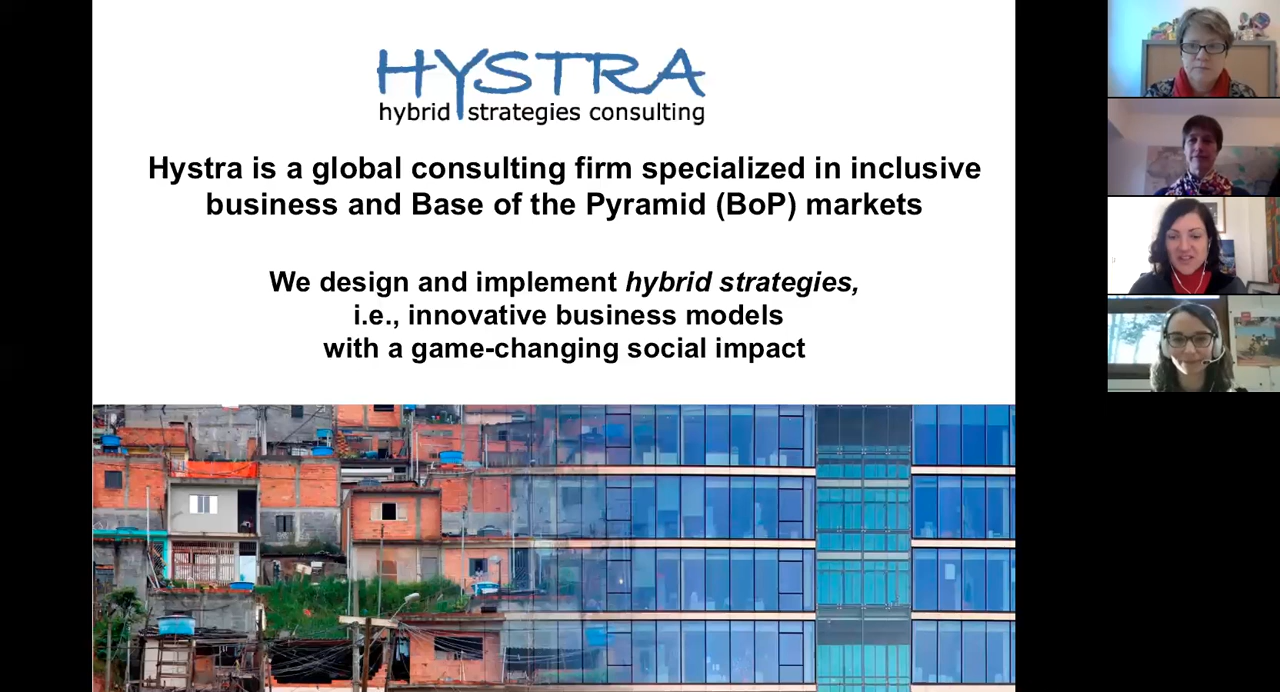 HYSTRA
hybrid strategies consulting
Hystra is a global consulting firm specialized in inclusive
business and Base of the Pyramid (BoP) markets
We design and implement hybrid strategies,
i.e., innovative business models
with a game-changing social impact